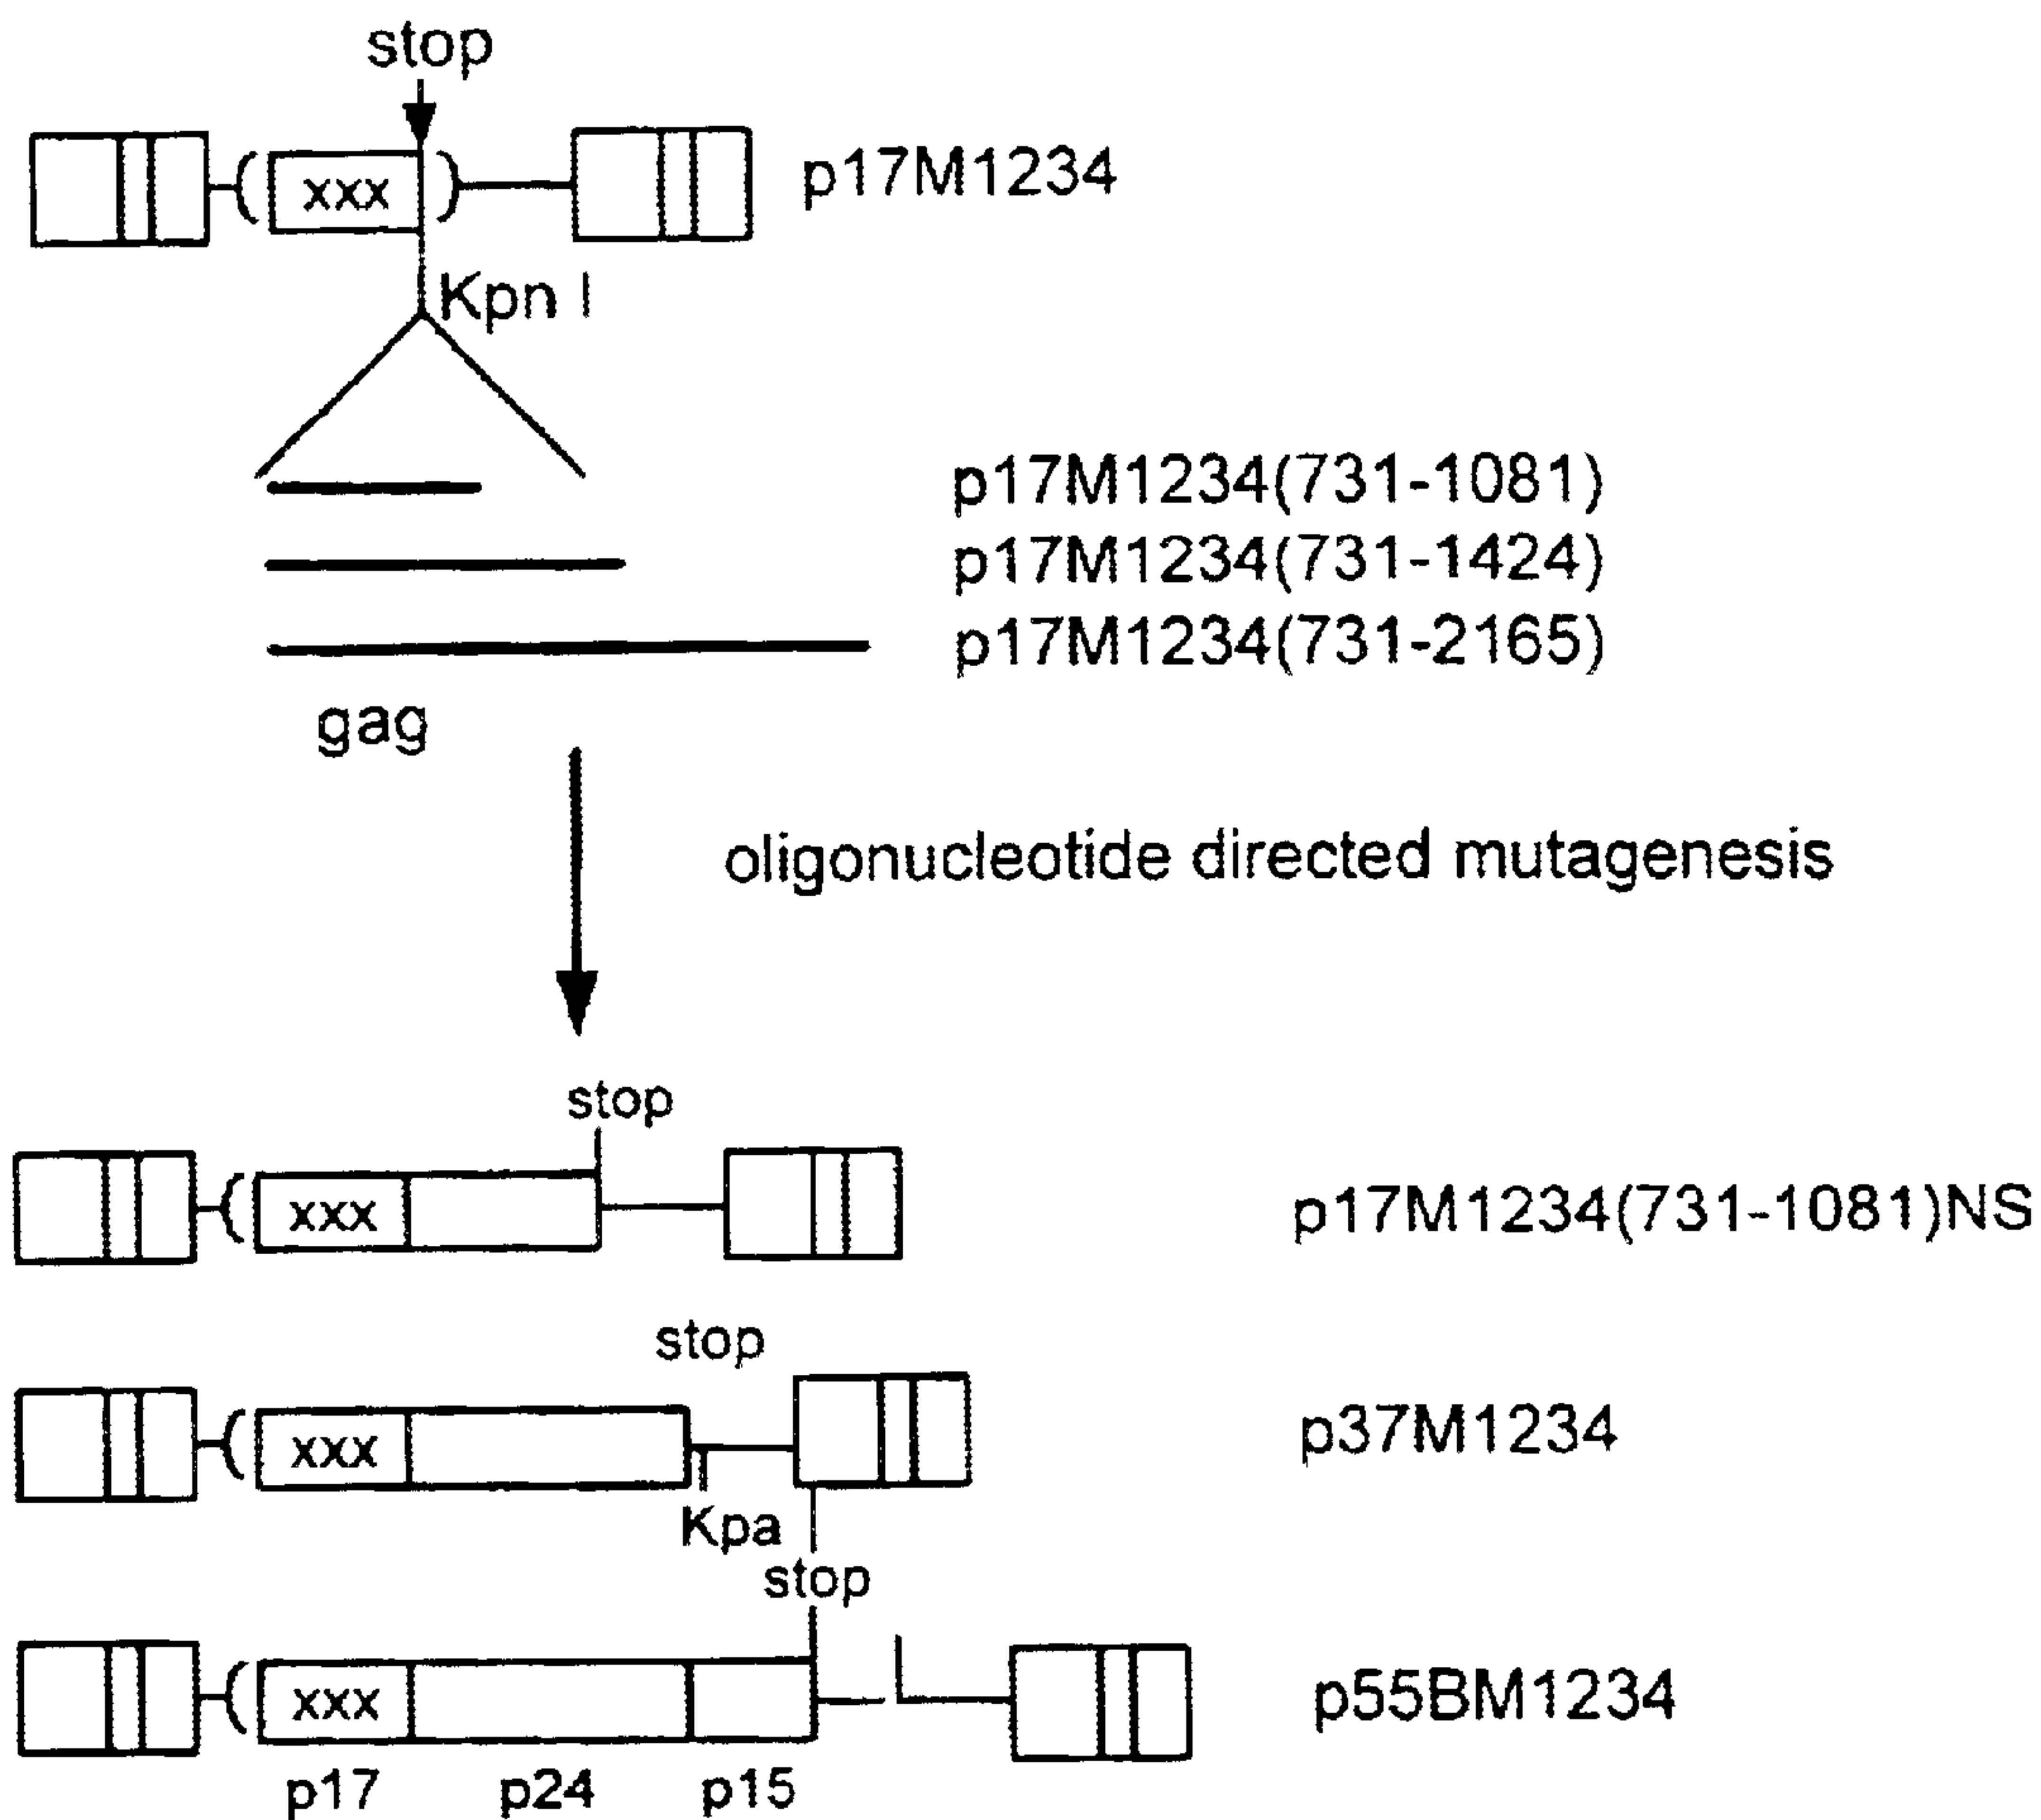 stop
xxx
p17M1234
Kpn I
p17M1234(731-1081)
p17M1234(731-1424)
p17M1234(731-2165)
gag
oligonucleotide directed mutagenesis
stop
xxx
p17M1234(731-1081)NS
stop
xxx
p37M1234
Kpa
stop
xxx
p55BM1234
p17 p24 p15